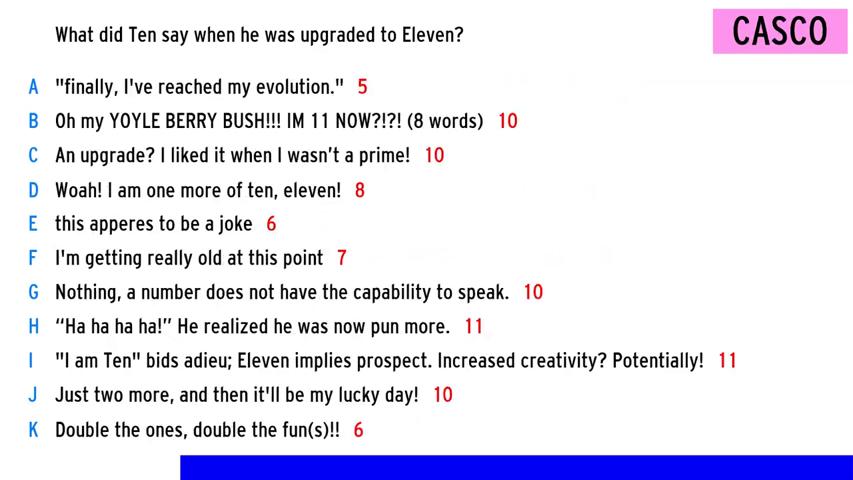 What did Ten say when he was upgraded to Eleven?
CASCO
A "finally, I've reached my evolution." 5
B Oh my YOYLE BERRY BUSH!!! IM 11 NOW?!?! (8 words) 10
C An upgrade? I liked it when I wasn't a prime! 10
D Woah! I am one more of ten, eleven! 8
E this apperes to be a joke 6
F I'm getting really old at this point 7
G Nothing, a number does not have the capability to speak. 10
H “Ha ha ha ha!” He realized he was now pun more. 11
I "I am Ten" bids adieu; Eleven implies prospect. Increased creativity? Potentially! 11
J Just two more, and then it'll be my lucky day! 10
K Double the ones, double the fun(s)!! 6